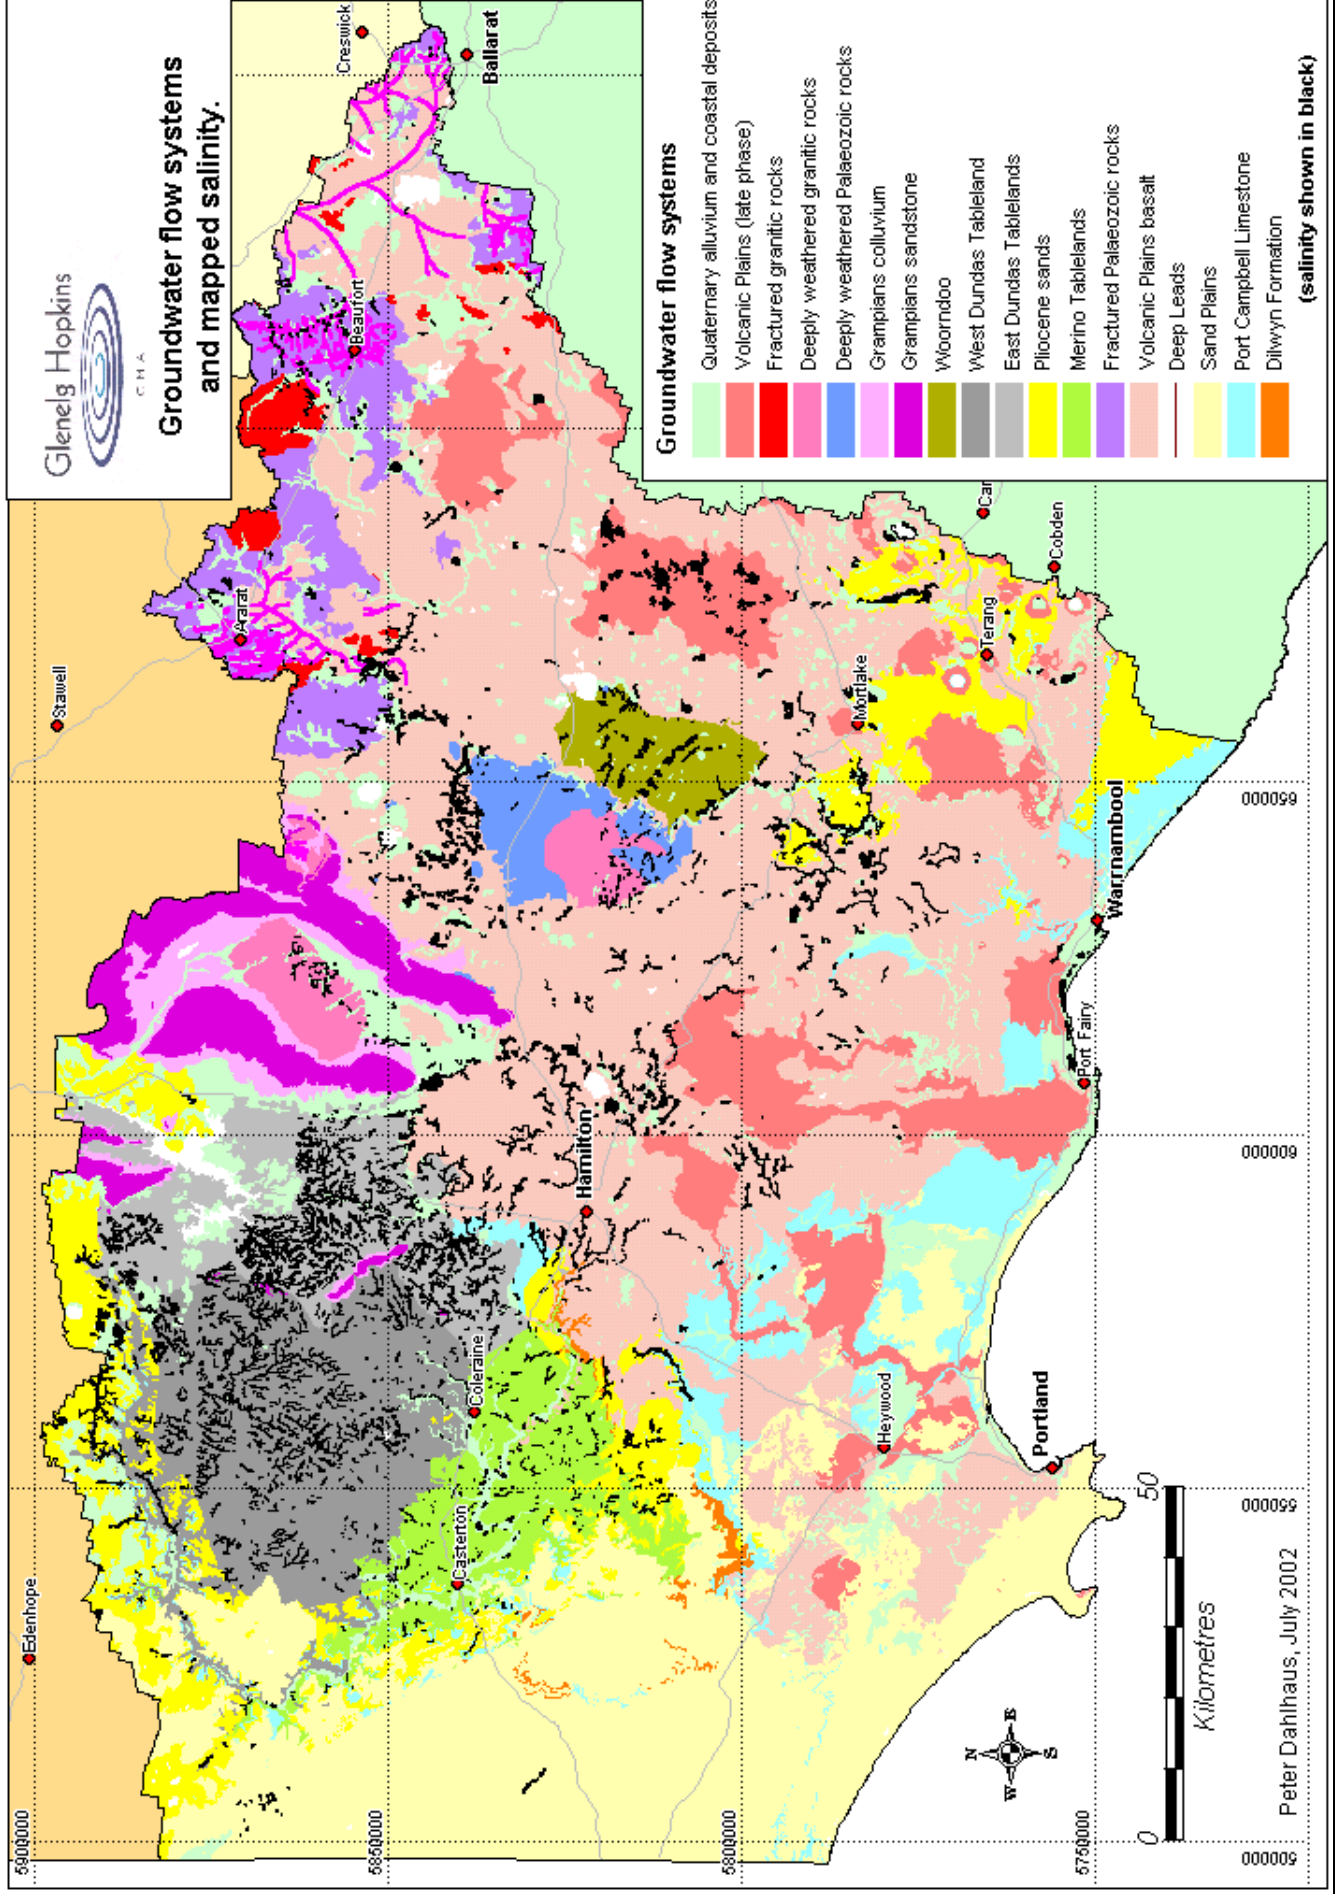 Glenelg Hopkins
C M A
Groundwater flow systems
and mapped salinity.
Edenhope
Stawell
Ararat
Beaufort
Creswick
Ballarat
Casterton
Coleraine
Hamilton
Mortlake
Terang
Cobden
Car
Heywood
Portland
Port Fairy
Warrnambool
5900000
5850000
5800000
5750000
500000
550000
600000
650000
Groundwater flow systems
Quaternary alluvium and coastal deposits
Volcanic Plains (late phase)
Fractured granitic rocks
Deeply weathered granitic rocks
Deeply weathered Palaeozoic rocks
Grampians colluvium
Grampians sandstone
Woorndoo
West Dundas Tableland
East Dundas Tablelands
Pliocene sands
Merino Tablelands
Fractured Palaeozoic rocks
Volcanic Plains basalt
Deep Leads
Sand Plains
Port Campbell Limestone
Dilwyn Formation
(salinity shown in black)
N
W E
S
0 50
Kilometres
Peter Dahlhaus, July 2002